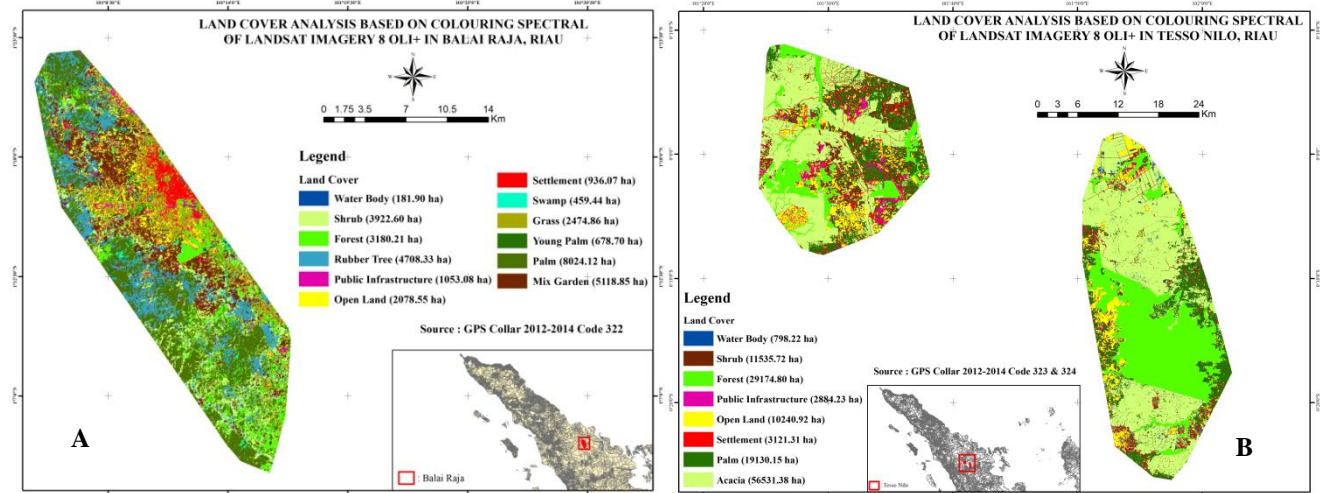 LAND COVER ANALYSIS BASED ON COLOURING SPECTRAL
OF LANDSAT IMAGERY 8 OLI+ IN BALAI RAJA, RIAU
N
W
E
S
0 1.75 3.5 7 10.5 14
Km
Legend
Land Cover
Water Body (181.90 ha)
Shrub (3922.60 ha)
Forest (3180.21 ha)
Rubber Tree (4708.33 ha)
Public Infrastructure (1053.08 ha)
Open Land (2078.55 ha)
Settlement (936.07 ha)
Swamp (459.44 ha)
Grass (2474.86 ha)
Young Palm (678.70 ha)
Palm (8024.12 ha)
Mix Garden (5118.85 ha)
Source : GPS Collar 2012-2014 Code 322
: Balai Raja
A
LAND COVER ANALYSIS BASED ON COLOURING SPECTRAL
OF LANDSAT IMAGERY 8 OLI+ IN TESSO NILO, RIAU
N
W
E
S
0 3 6 12 18 24
Km
Legend
Land Cover
Water Body (798.22 ha)
Shrub (11535.72 ha)
Forest (29174.80 ha)
Public Infrastructure (2884.23 ha)
Open Land (10240.92 ha)
Settlement (3121.31 ha)
Palm (19130.15 ha)
Acacia (56531.38 ha)
Source : GPS Collar 2012-2014 Code 323 & 324
: Tesso Nilo
B